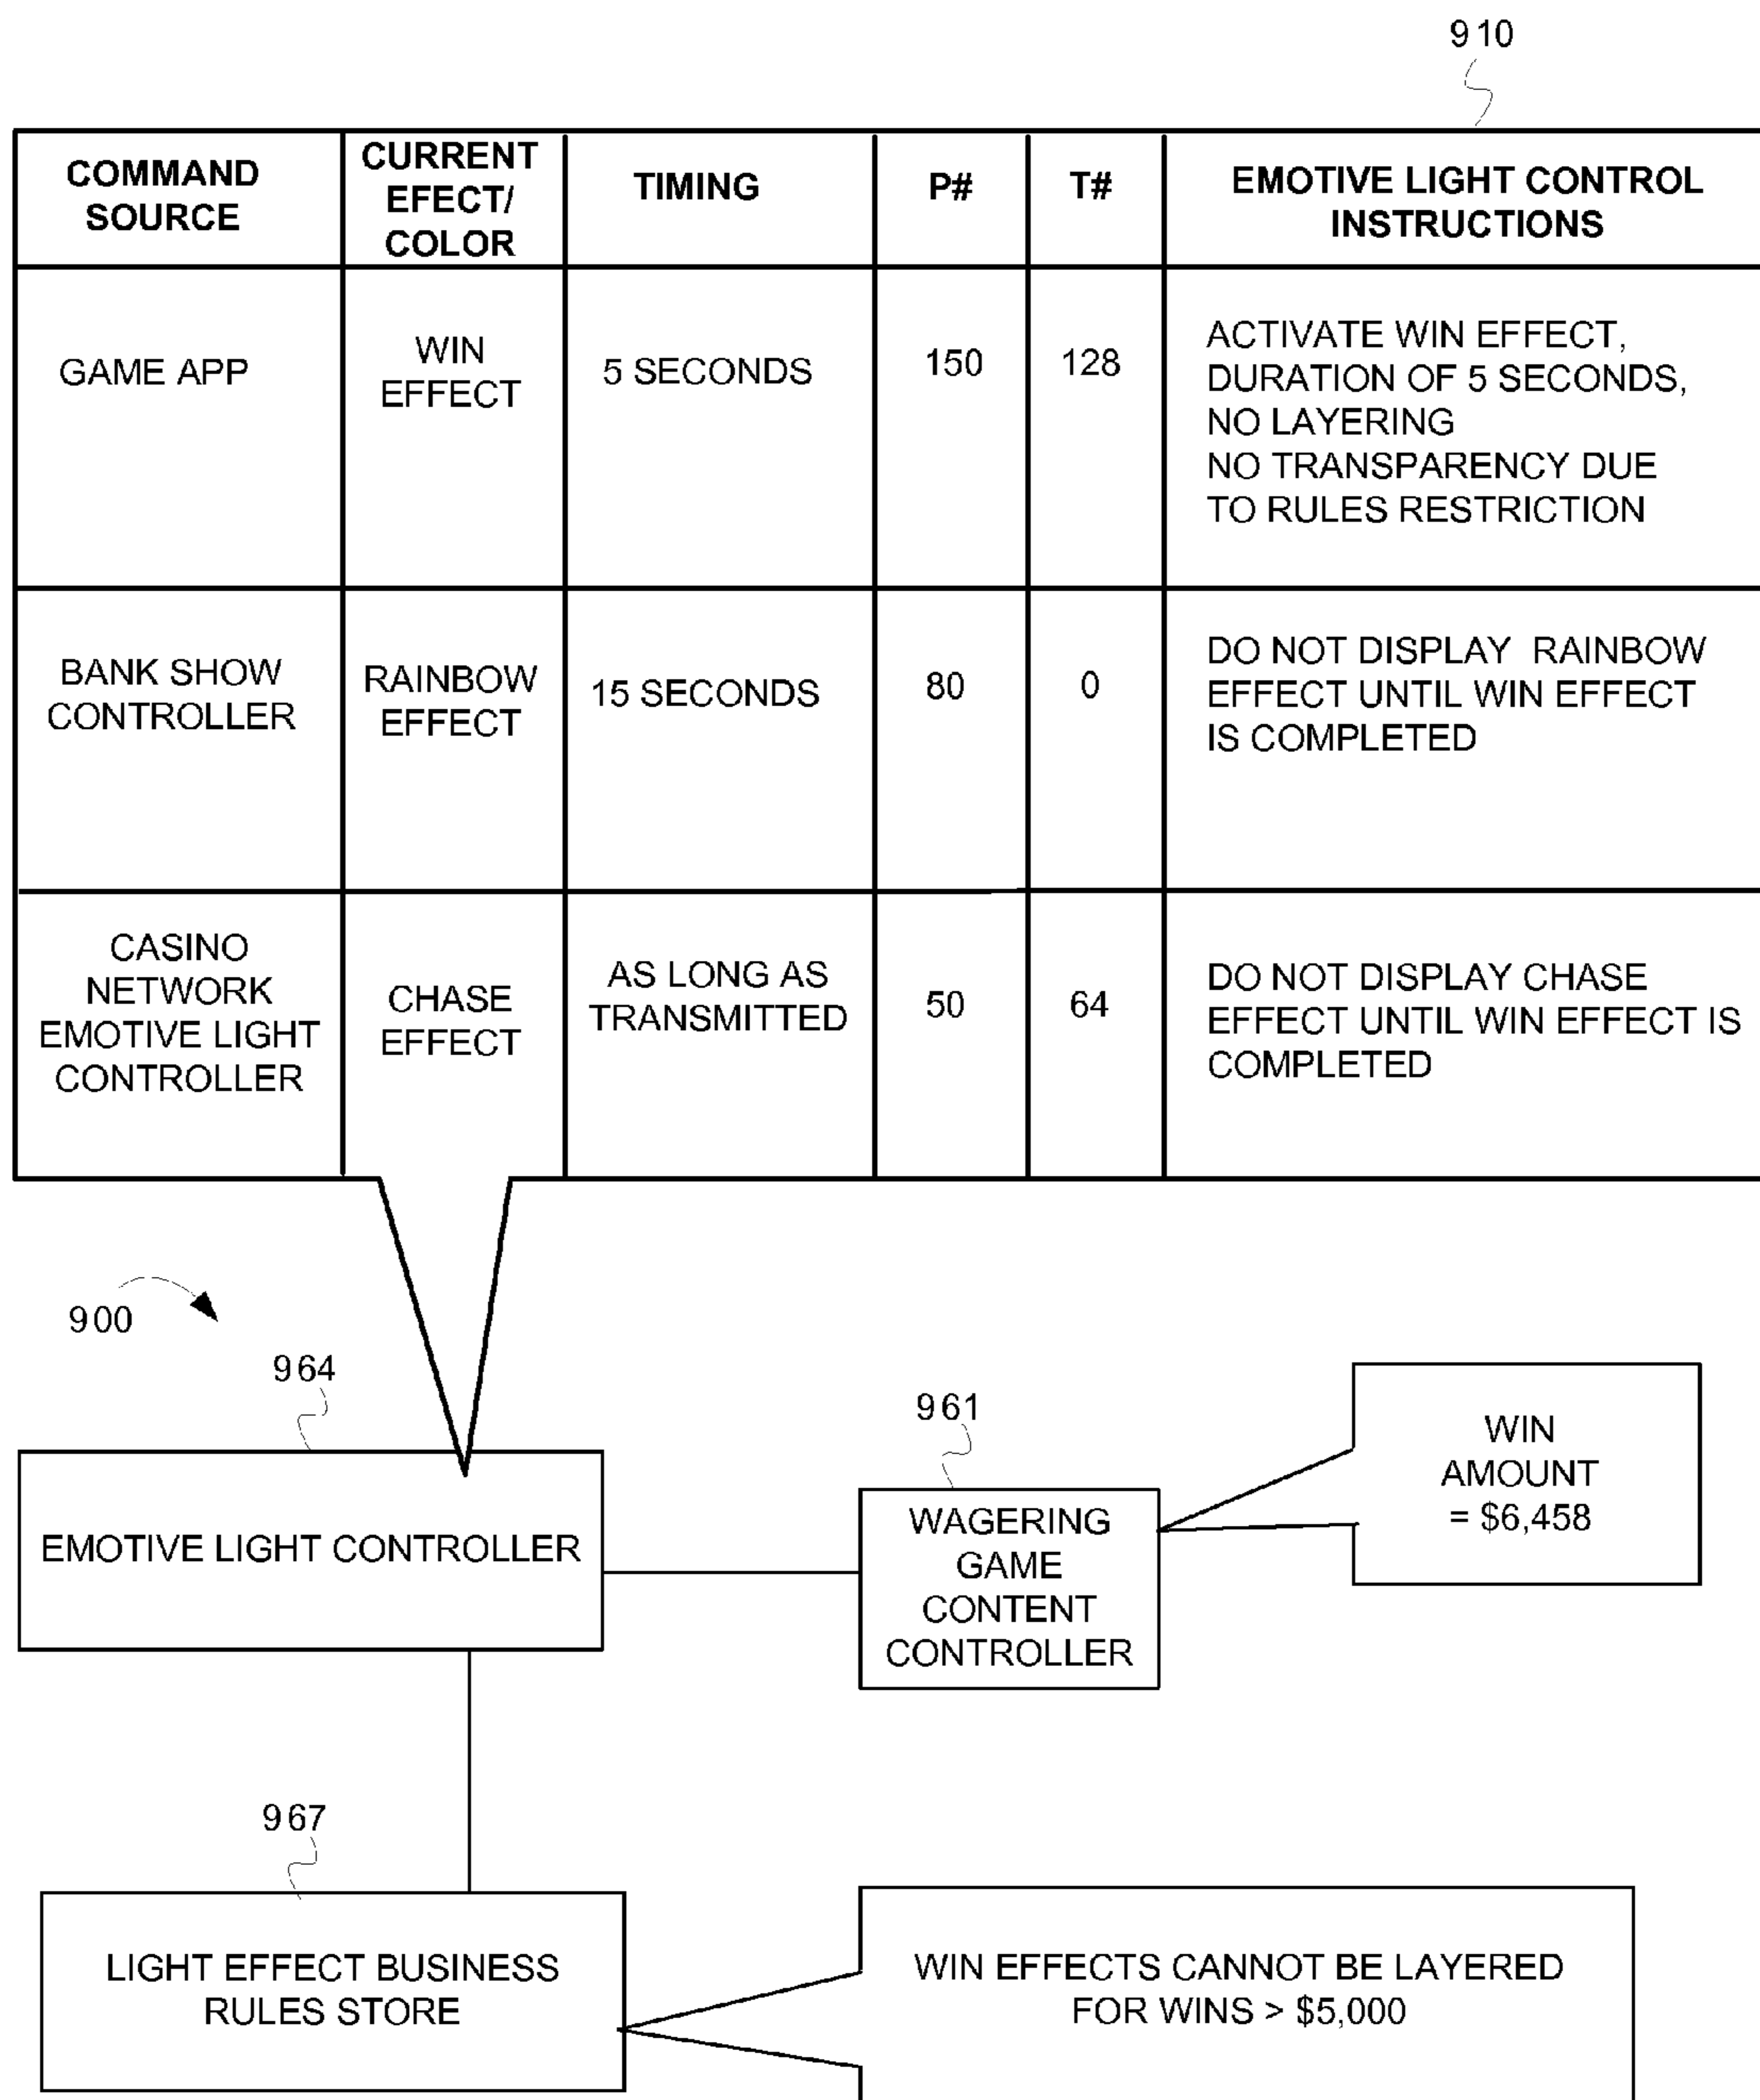 910
COMMAND
SOURCE
CURRENT
EFECT/
COLOR
TIMING
P#
T#
EMOTIVE LIGHT CONTROL
INSTRUCTIONS
GAME APP
WIN
EFFECT
5 SECONDS
150
128
ACTIVATE WIN EFFECT,
DURATION OF 5 SECONDS,
NO LAYERING
NO TRANSPARENCY DUE
TO RULES RESTRICTION
BANK SHOW
CONTROLLER
RAINBOW
EFFECT
15 SECONDS
80
0
DO NOT DISPLAY RAINBOW
EFFECT UNTIL WIN EFFECT
IS COMPLETED
CASINO
NETWORK
EMOTIVE LIGHT
CONTROLLER
CHASE
EFFECT
AS LONG AS
TRANSMITTED
50
64
DO NOT DISPLAY CHASE
EFFECT UNTIL WIN EFFECT IS
COMPLETED
900
964
EMOTIVE LIGHT CONTROLLER
961
WAGERING
GAME
CONTENT
CONTROLLER
WIN
AMOUNT
= $6,458
967
LIGHT EFFECT BUSINESS
RULES STORE
WIN EFFECTS CANNOT BE LAYERED
FOR WINS > $5,000